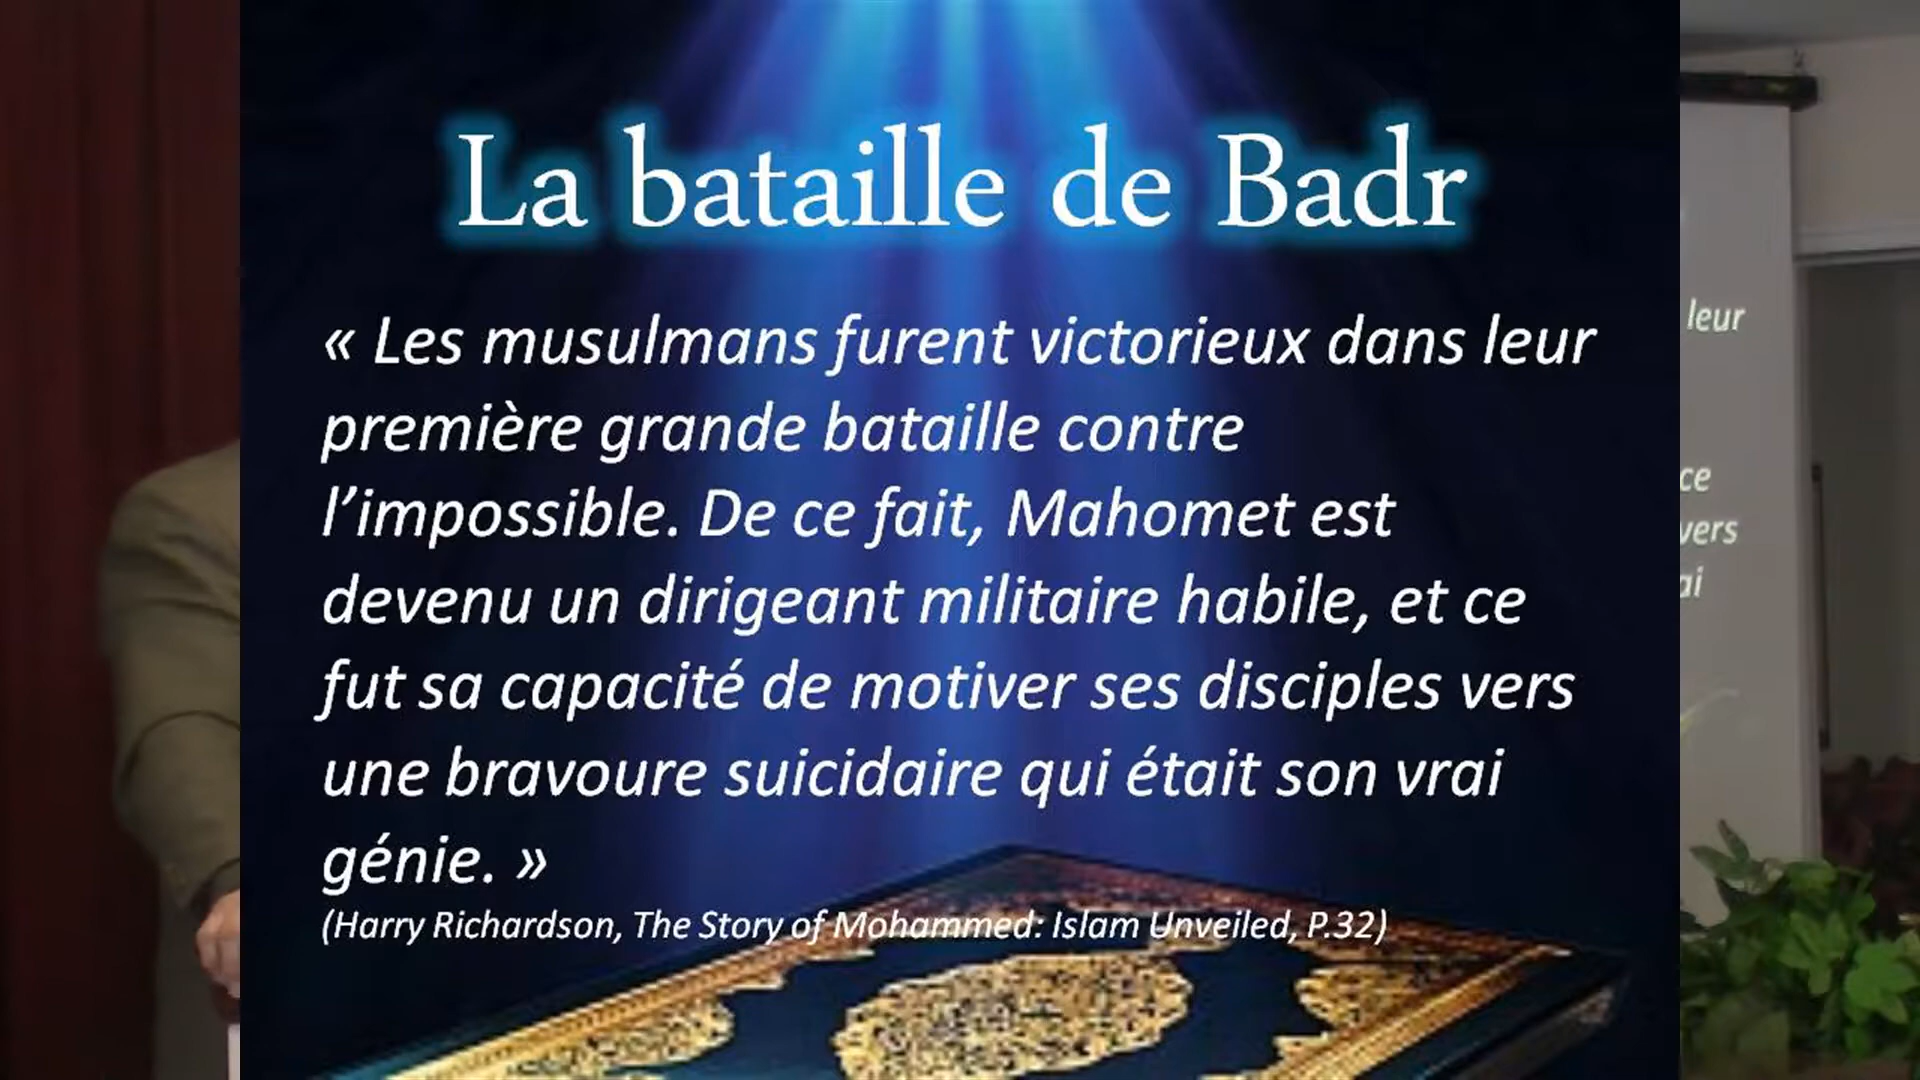 La bataille de Badr
« Les musulmans furent victorieux dans leur
première grande bataille contre
l’impossible. De ce fait, Mahomet est
devenu un dirigeant militaire habile, et ce
fut sa capacité de motiver ses disciples vers
une bravoure suicidaire qui était son vrai
génie. »
(Harry Richardson, The Story of Mohammed: Islam Unveiled, P.32)
leur
ce
vers
ai